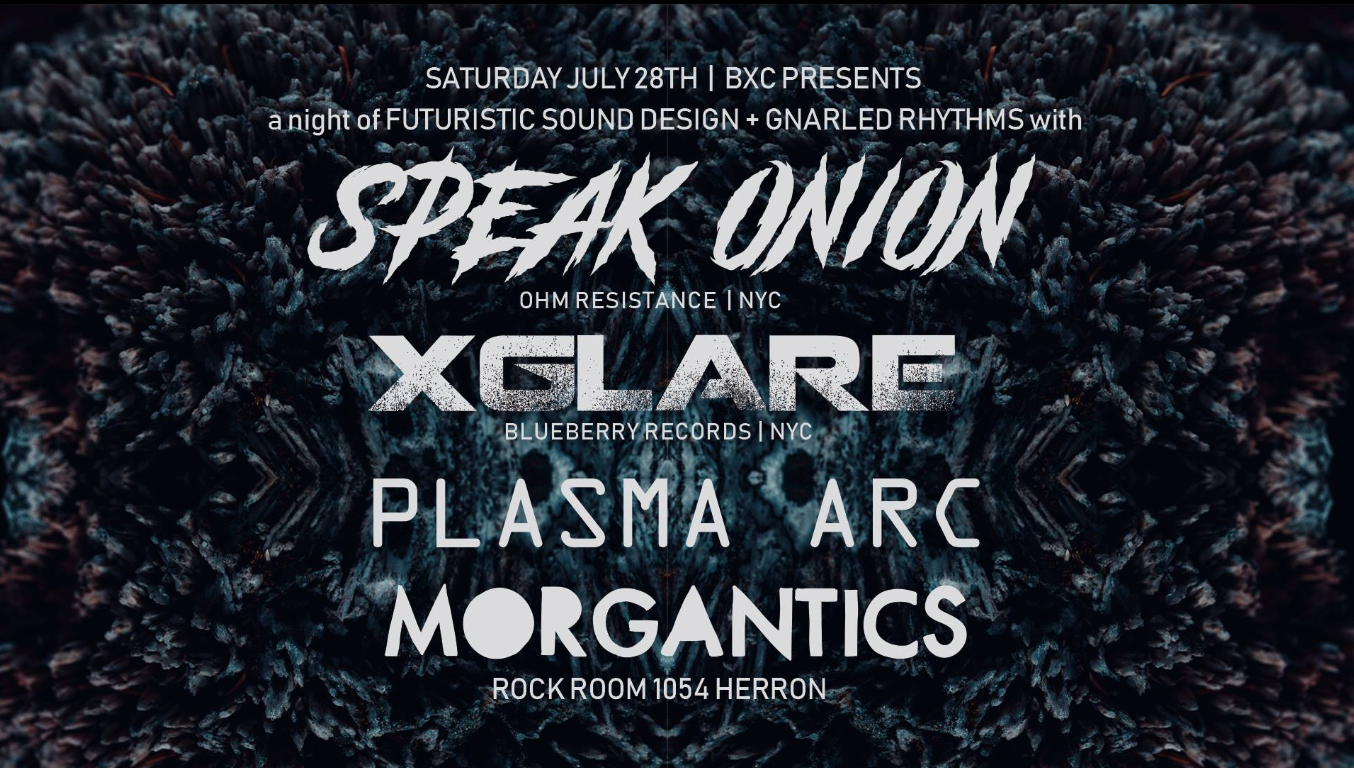 SATURDAY JULY 28TH | BXC PRESENTS
a night of FUTURISTIC SOUND DESIGN + GNARLED RHYTHMS with
SPEAK ONION
OHM RESISTANCE | NYC
XGLARE
BLUEBERRY RECORDS | NYC
PLASMA ARC
MORGANTICS
ROCK ROOM 1054 HERRON